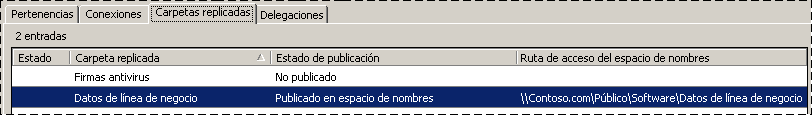 Pertenencias Conexiones Carpetas replicadas Delegaciones
2 entradas
Estado Carpeta replicada Estado de publicación Ruta de acceso del espacio de nombres
Firmas antivirus No publicado
Datos de línea de negocio Publicado en espacio de nombres \\Contoso.com\Público\Software\Datos de línea de negocio